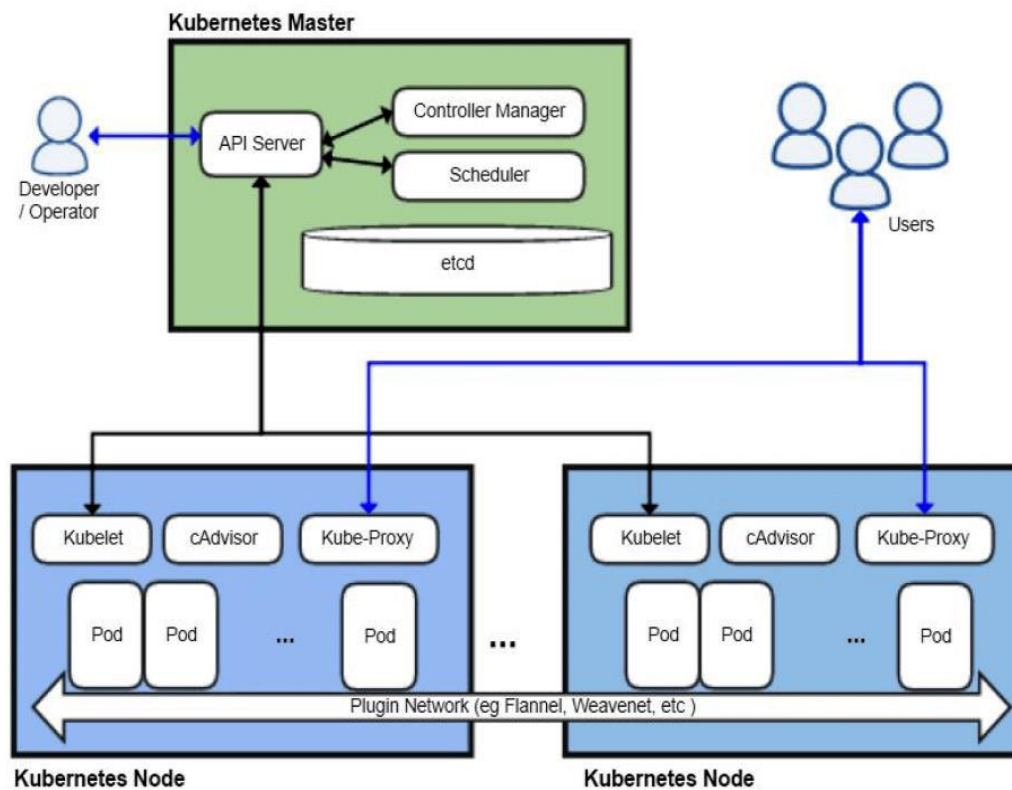 Kubernetes Master
API Server
Controller Manager
Scheduler
etcd
Developer
/ Operator
Users
Kubelet
cAdvisor
Kube-Proxy
Pod
Pod
...
Pod
...
Kubelet
cAdvisor
Kube-Proxy
Pod
Pod
...
Pod
Plugin Network (eg Flannel, Weavenet, etc )
Kubernetes Node
Kubernetes Node